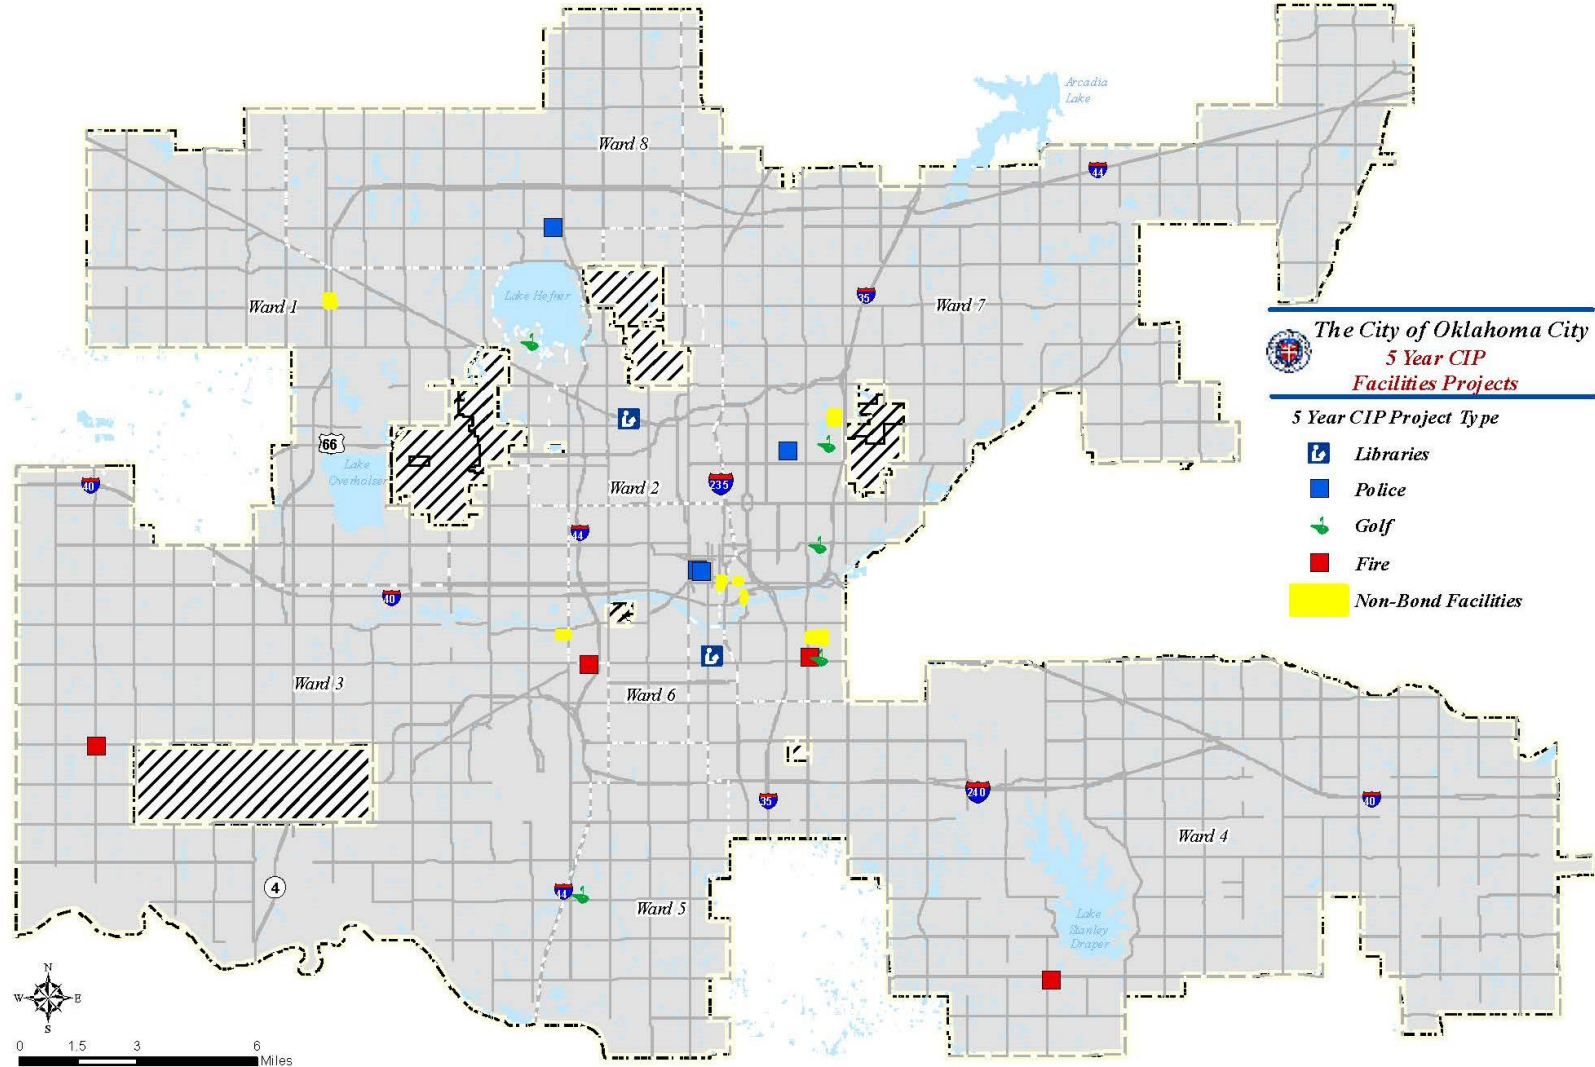 Arcadia
Lake
Ward 8
44
Lake Hefner
Ward 1
35
Ward 7
The City of Oklahoma City
5 Year CIP
Facilities Projects
5 Year CIP Project Type
Libraries
Police
Golf
Fire
Non-Bond Facilities
66
Lake
Overholser
40
Ward 2
235
44
40
Ward 3
Ward 6
240
35
40
Ward 4
4
44
Ward 5
Lake
Stanley
Draper
N
W
E
S
0 1.5 3 6
Miles